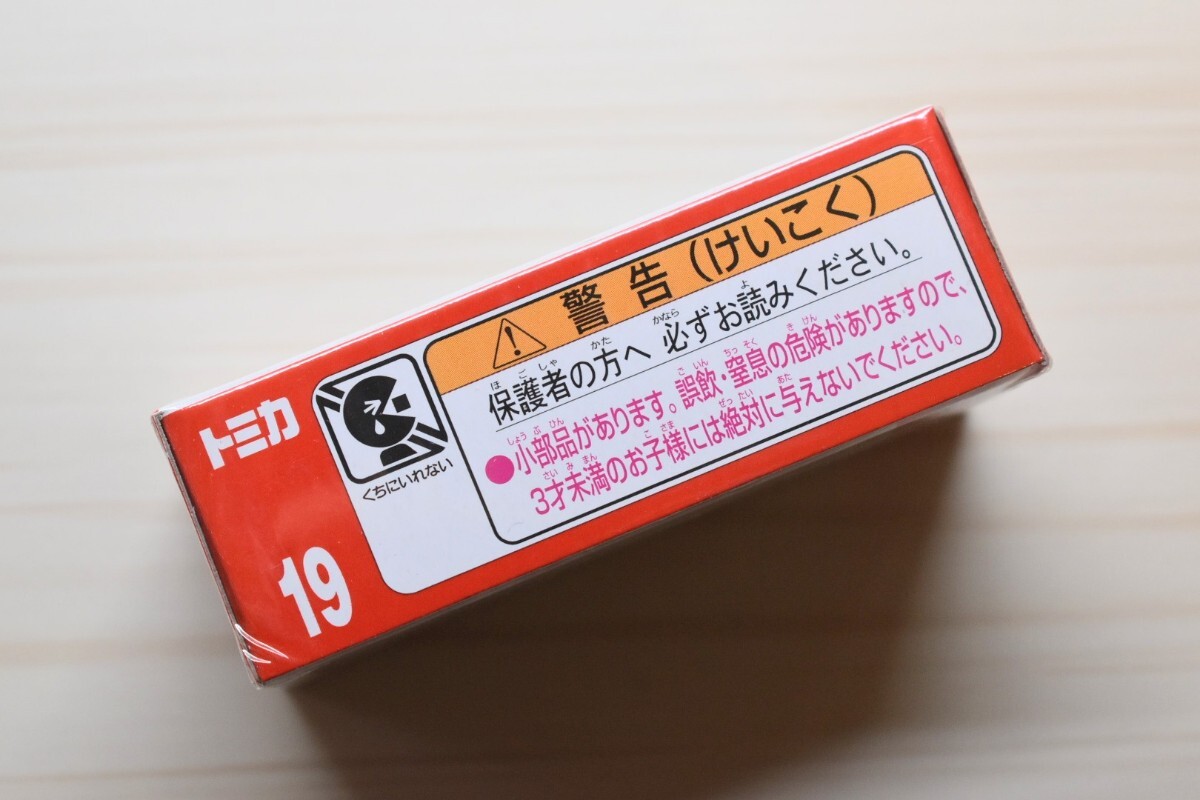 トミカ
19
くちにいれない
警告(けいこく)
保護者の方へ 必ずお読みください。
●小部品があります。誤飲・窒息の危険がありますので、
3才未満のお子様には絶対に与えないでください。